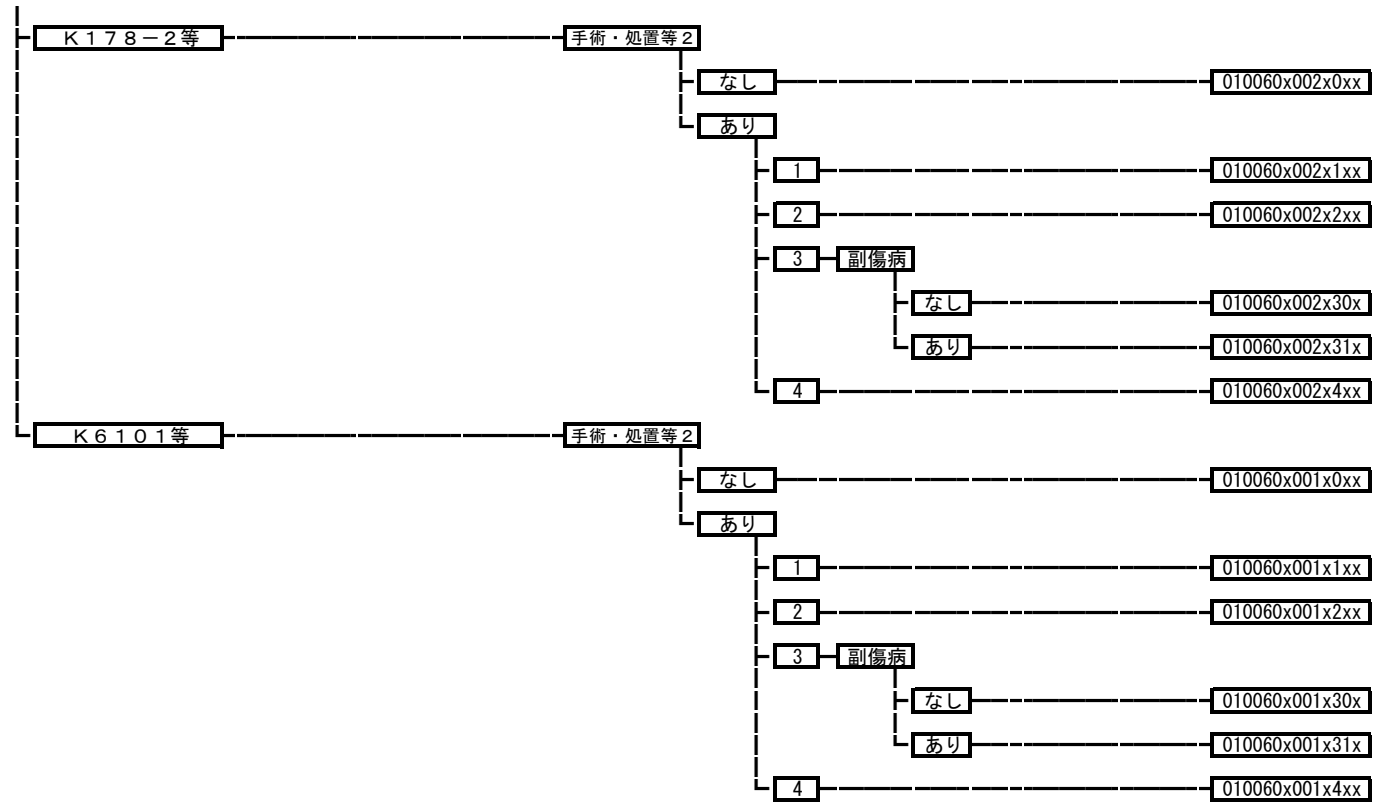 K178－2等 手術・処置等2
なし 010060x002x0xx
あり
1 010060x002x1xx
2 010060x002x2xx
3 副傷病
なし 010060x002x30x
あり 010060x002x31x
4 010060x002x4xx
K6101等 手術・処置等2
なし 010060x001x0xx
あり
1 010060x001x1xx
2 010060x001x2xx
3 副傷病
なし 010060x001x30x
あり 010060x001x31x
4 010060x001x4xx